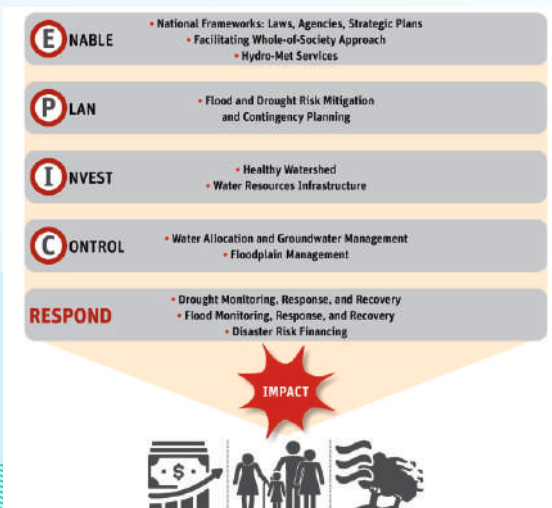 ENABLE
• National Frameworks: Laws, Agencies, Strategic Plans
• Facilitating Whole-of-Society Approach
• Hydro-Met Services
PLAN
• Flood and Drought Risk Mitigation
and Contingency Planning
INVEST
• Healthy Watershed
• Water Resources Infrastructure
CONTROL
• Water Allocation and Groundwater Management
• Floodplain Management
RESPOND
• Drought Monitoring, Response, and Recovery
• Flood Monitoring, Response, and Recovery
• Disaster Risk Financing
IMPACT
$